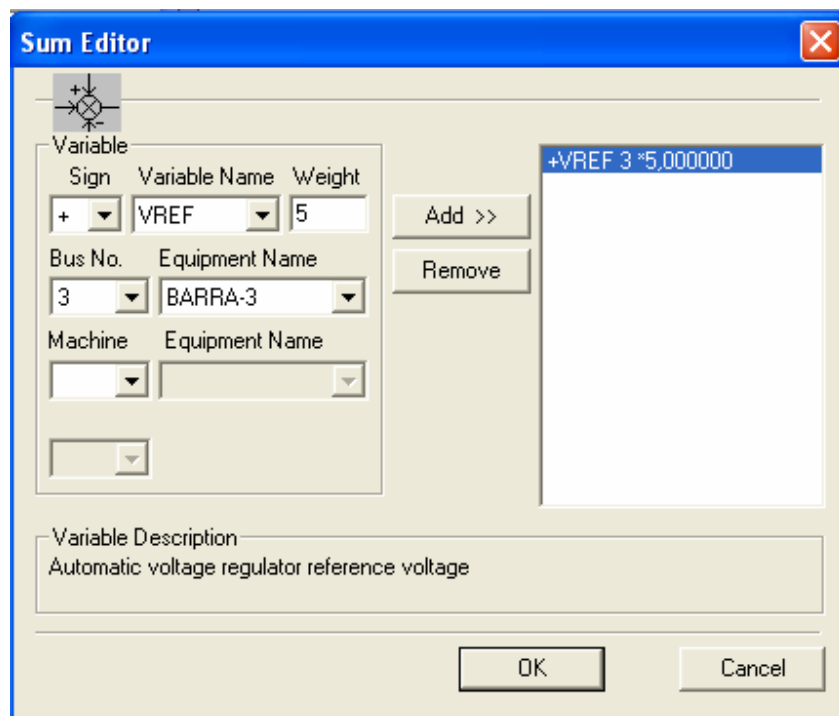 Sum Editor
Variable
Sign Variable Name Weight
+ VREF 5
Bus No. Equipment Name
3 BARRA-3
Machine Equipment Name
Add >>
Remove
+VREF 3 *5,000000
Variable Description
Automatic voltage regulator reference voltage
OK Cancel